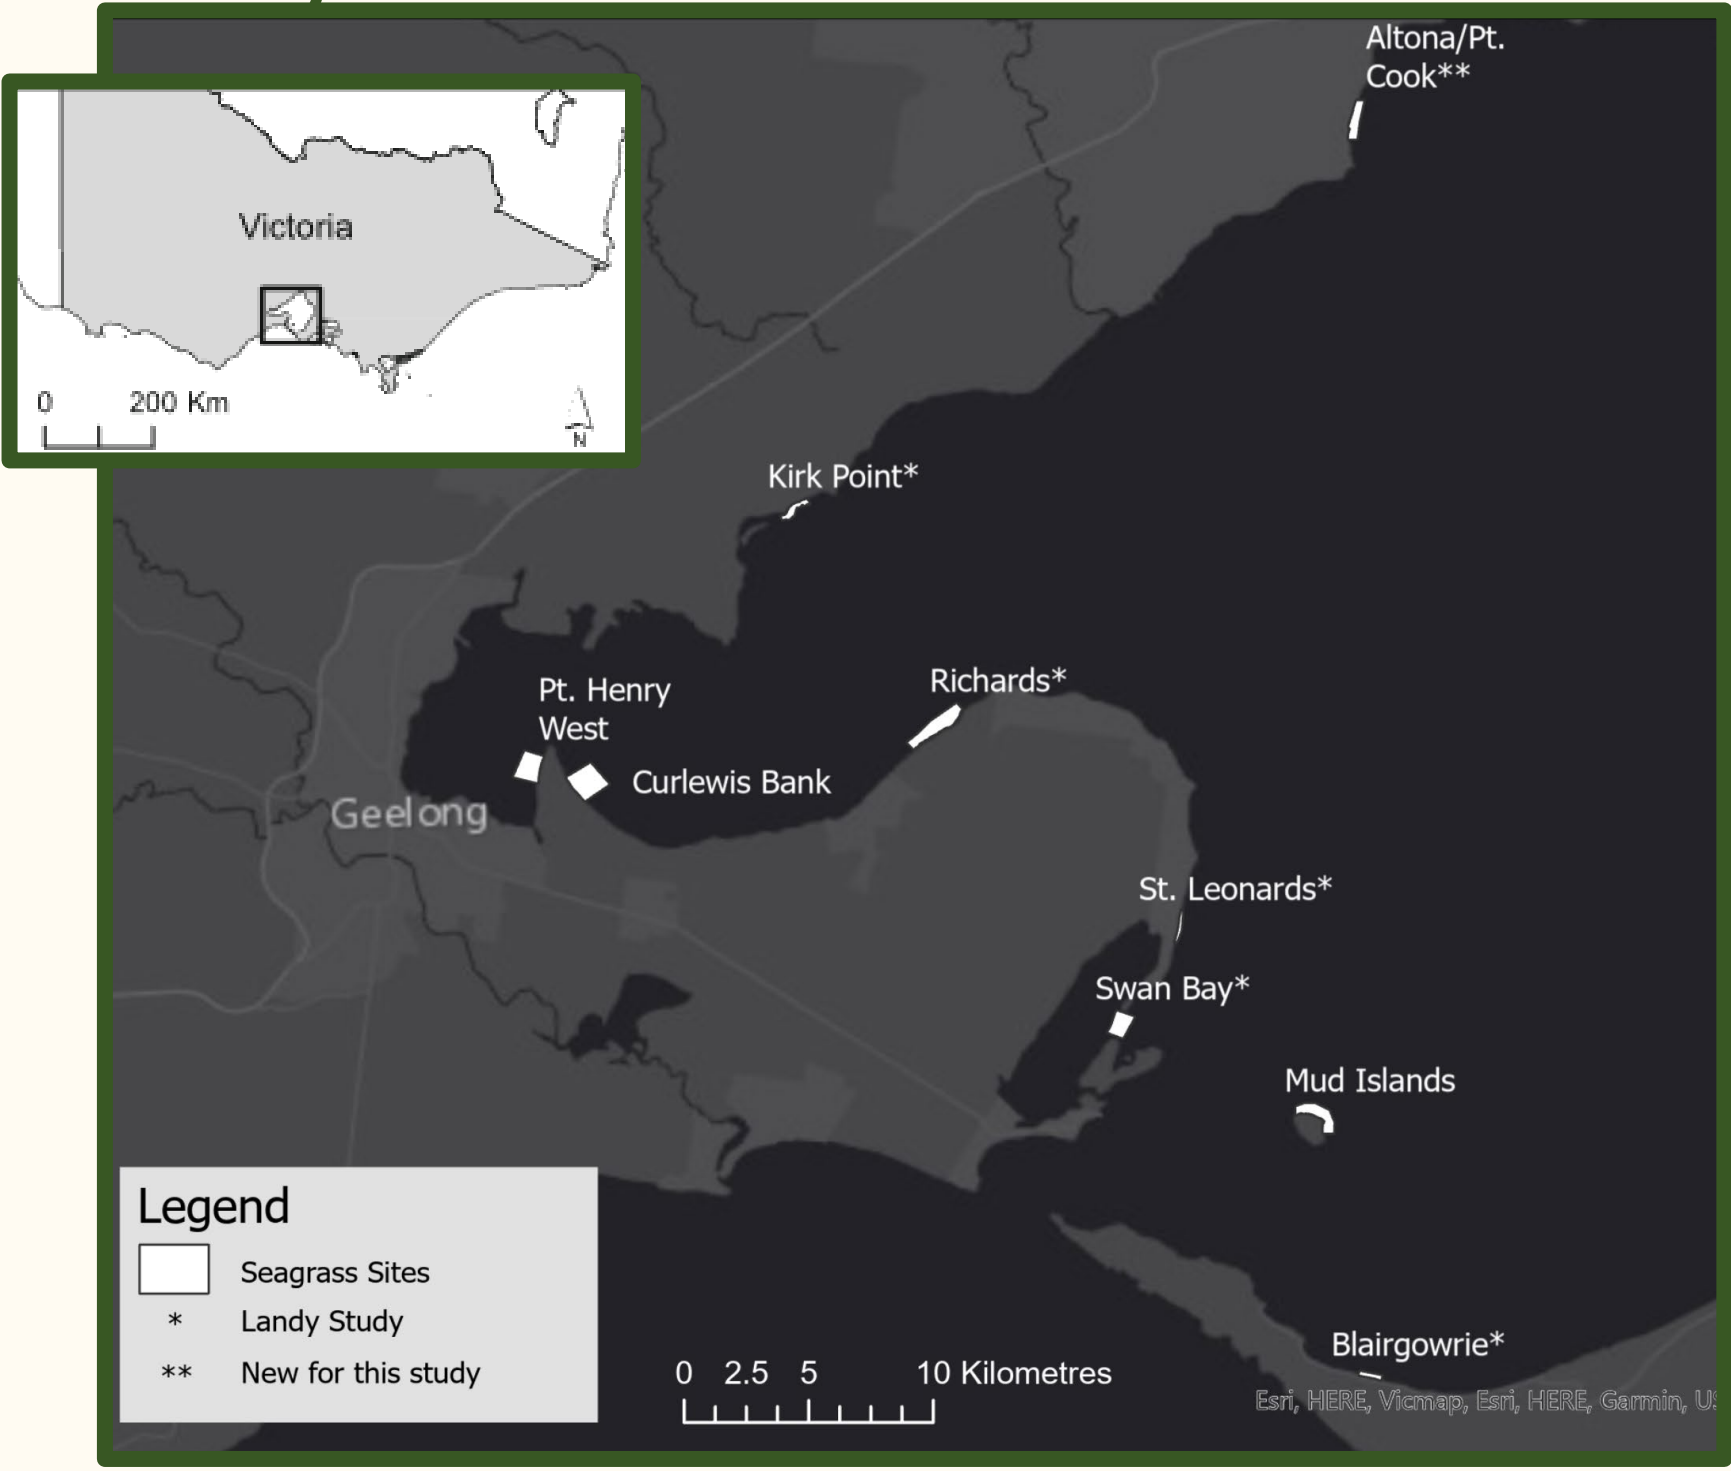 Altona/Pt.
Cook**
Victoria
0 200 Km
N
Kirk Point*
Richards*
Pt. Henry
West
Curlewis Bank
Geelong
St. Leonards*
Swan Bay*
Mud Islands
Legend
Seagrass Sites
* Landy Study
** New for this study
0 2.5 5 10 Kilometres
Blairgowrie*
Esri, HERE, Vicmap, Esri, HERE, Garmin, US